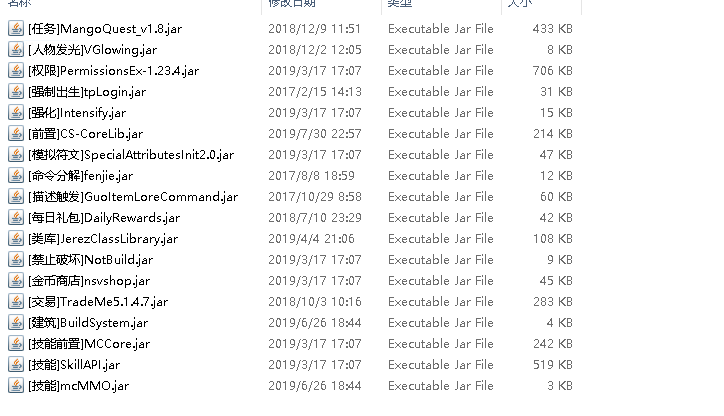 名称 修改日期 类型 大小
[任务]MangoQuest_v1.8.jar 2018/12/9 11:51 Executable Jar File 433 KB
[人物发光]VGlowing.jar 2018/12/2 12:05 Executable Jar File 8 KB
[权限]PermissionsEx-1.23.4.jar 2019/3/17 17:07 Executable Jar File 706 KB
[强制出生]tpLogin.jar 2017/2/15 14:13 Executable Jar File 31 KB
[强化]Intensify.jar 2019/3/17 17:07 Executable Jar File 15 KB
[前置]CS-CoreLib.jar 2019/7/30 22:57 Executable Jar File 214 KB
[模拟符文]SpecialAttributesInit2.0.jar 2019/3/17 17:07 Executable Jar File 47 KB
[命令分解]fenjie.jar 2017/8/8 18:59 Executable Jar File 12 KB
[描述触发]GuoItemLoreCommand.jar 2017/10/29 8:58 Executable Jar File 60 KB
[每日礼包]DailyRewards.jar 2018/7/10 23:29 Executable Jar File 42 KB
[类库]JerezClassLibrary.jar 2019/4/4 21:06 Executable Jar File 108 KB
[禁止破坏]NotBuild.jar 2019/3/17 17:07 Executable Jar File 9 KB
[金币商店]nsvshop.jar 2019/3/17 17:07 Executable Jar File 45 KB
[交易]TradeMe5.1.4.7.jar 2018/10/3 10:16 Executable Jar File 283 KB
[建筑]BuildSystem.jar 2019/6/26 18:44 Executable Jar File 4 KB
[技能前置]MCCore.jar 2019/3/17 17:07 Executable Jar File 242 KB
[技能]SkillAPI.jar 2019/3/17 17:07 Executable Jar File 519 KB
[技能]mcMMO.jar 2019/6/26 18:44 Executable Jar File 3 KB